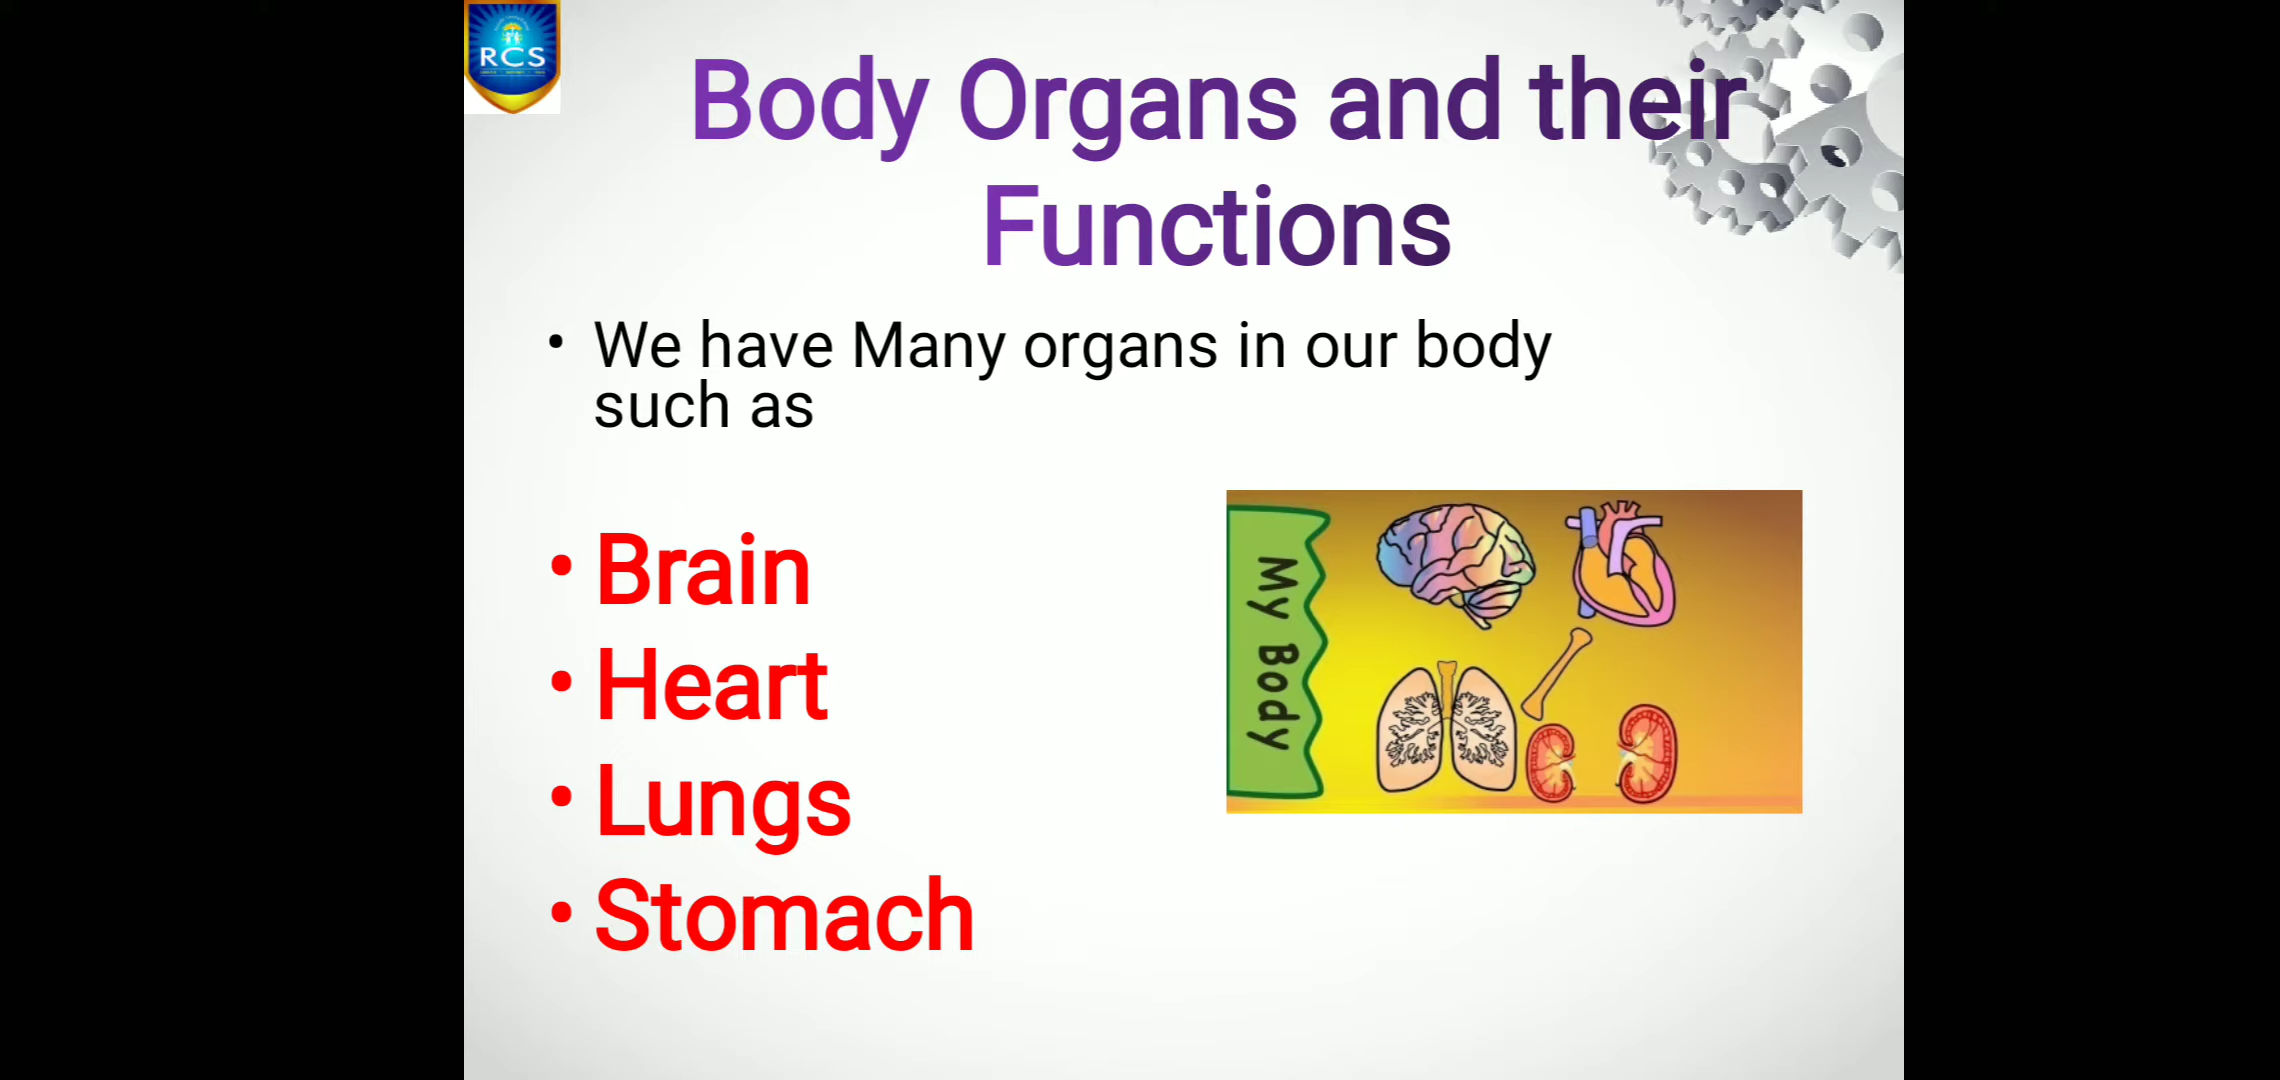 RCS
Body Organs and their
Functions
• We have Many organs in our body
such as
• Brain
• Heart
• Lungs
• Stomach
My Body